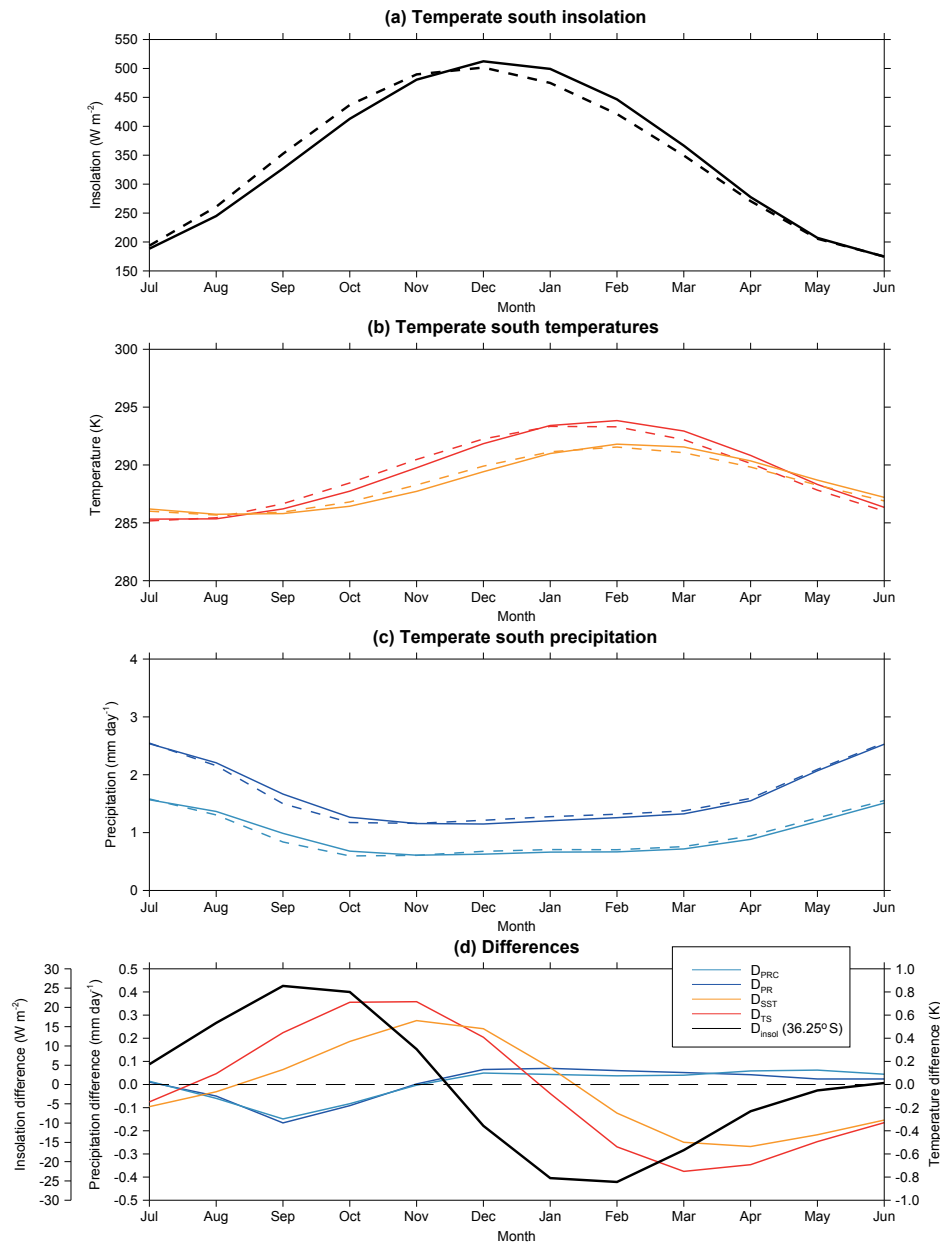 (a) Temperate south insolation
550
500
450
400
350
300
250
200
150
Insolation (W m-2)
Jul Aug Sep Oct Nov Dec Jan Feb Mar Apr May Jun
Month
(b) Temperate south temperatures
300
295
290
285
280
Temperature (K)
Jul Aug Sep Oct Nov Dec Jan Feb Mar Apr May Jun
Month
(c) Temperate south precipitation
4
3
2
1
0
Precipitation (mm day-1)
Jul Aug Sep Oct Nov Dec Jan Feb Mar Apr May Jun
Month
(d) Differences
DPRC
DPR
DSST
DTS
Dinsol (36.25º S)
30 0.5 1.0
25 0.4 0.8
20 0.3 0.6
15
10 0.2 0.4
5 0.1 0.2
0 0.0 0.0
-5 -0.1 -0.2
-10 -0.2 -0.4
-15
-20 -0.3 -0.6
-25 -0.4 -0.8
-30 -0.5 -1.0
Insolation difference (W m-2)
Precipitation difference (mm day-1)
Temperature difference (K)
Jul Aug Sep Oct Nov Dec Jan Feb Mar Apr May Jun
Month